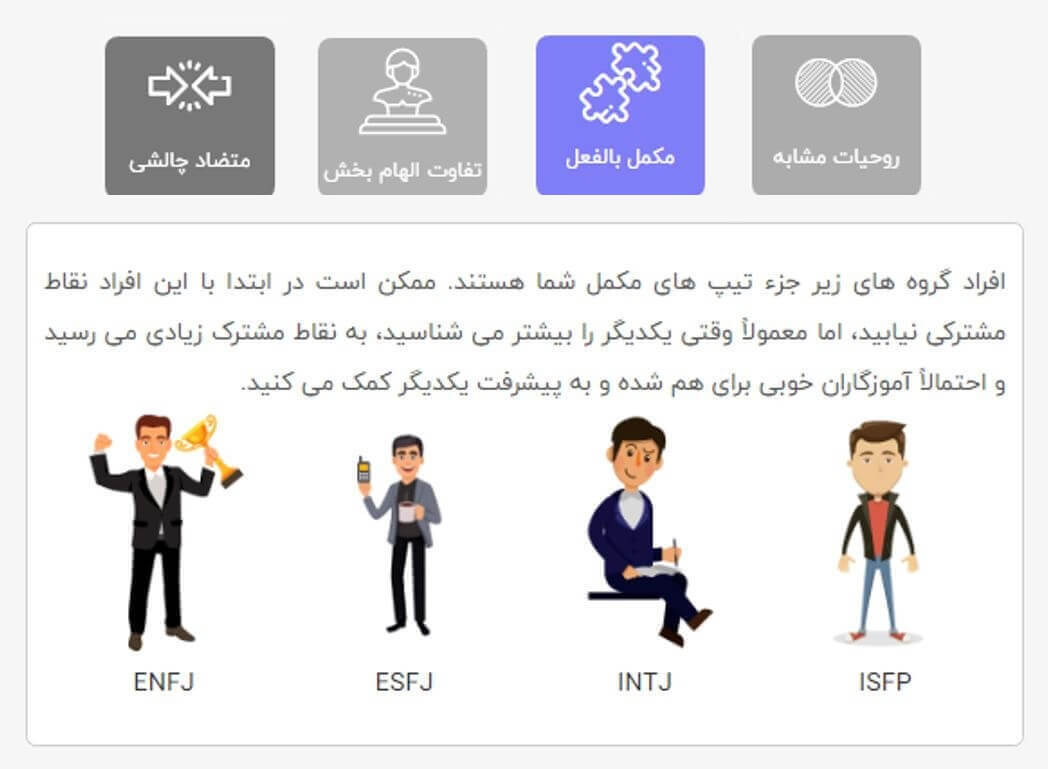 روحیات مشابه
مکمل بالفعل
تفاوت الهام بخش
متضاد چالشی
افراد گروه های زیر جزء تیپ های مکمل شما هستند. ممکن است در ابتدا با این افراد نقاط
مشترکی نیابید، اما معمولاً وقتی یکدیگر را بیشتر می شناسید، به نقاط مشترک زیادی می رسید
و احتمالاً آموزگاران خوبی برای هم شده و به پیشرفت یکدیگر کمک می کنید.
ISFP
INTJ
ESFJ
ENFJ